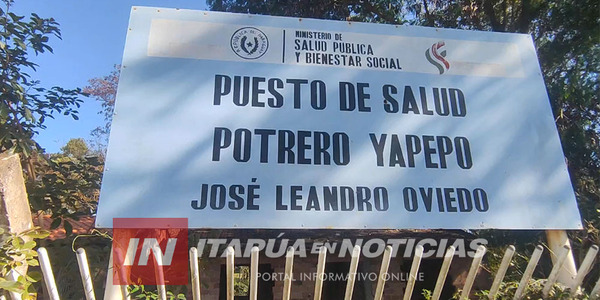 MINISTERIO DE
SALUD PÚBLICA
Y BIENESTAR SOCIAL
PUESTO DE SALUD
POTRERO YAPEPO
JOSÉ LEANDRO OVIEDO
IN ITAPÚA EN NOTICIAS
PORTAL INFORMATIVO ONLINE